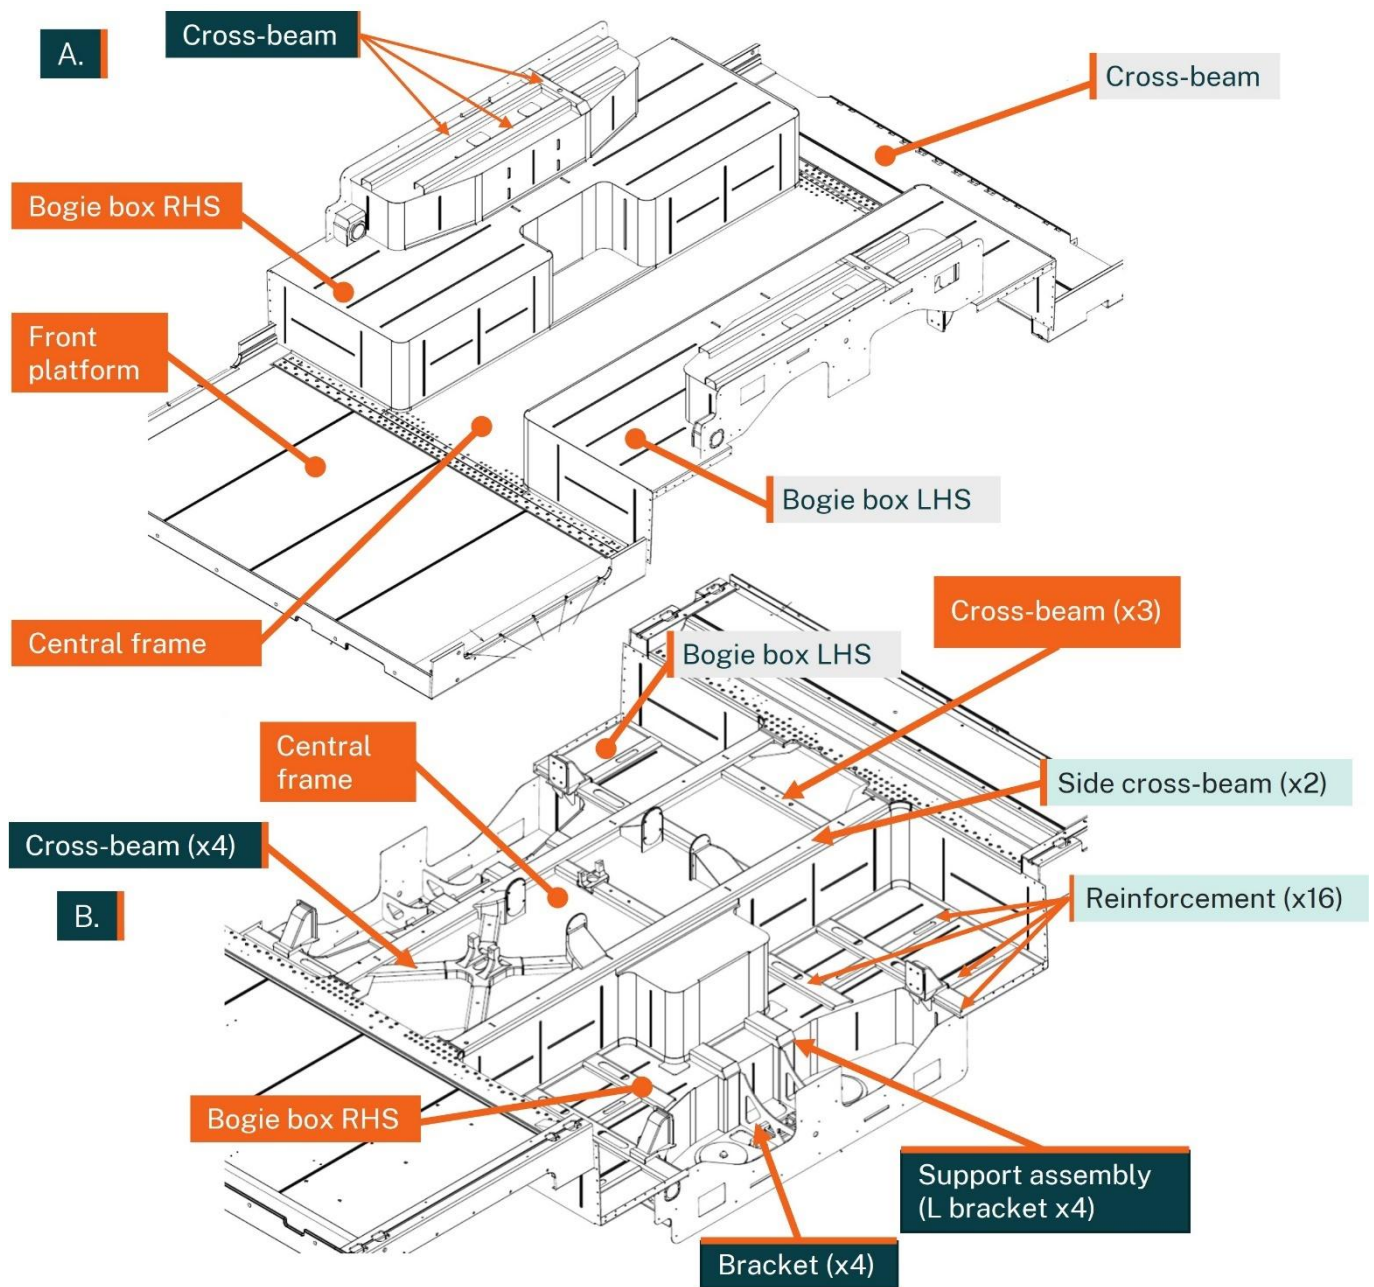 A.
Cross-beam
Cross-beam
Bogie box RHS
Front
platform
Bogie box LHS
Central frame
Cross-beam (x3)
Bogie box LHS
Central
frame
Side cross-beam (x2)
Cross-beam (x4)
B.
Reinforcement (x16)
Bogie box RHS
Support assembly
(L bracket x4)
Bracket (x4)